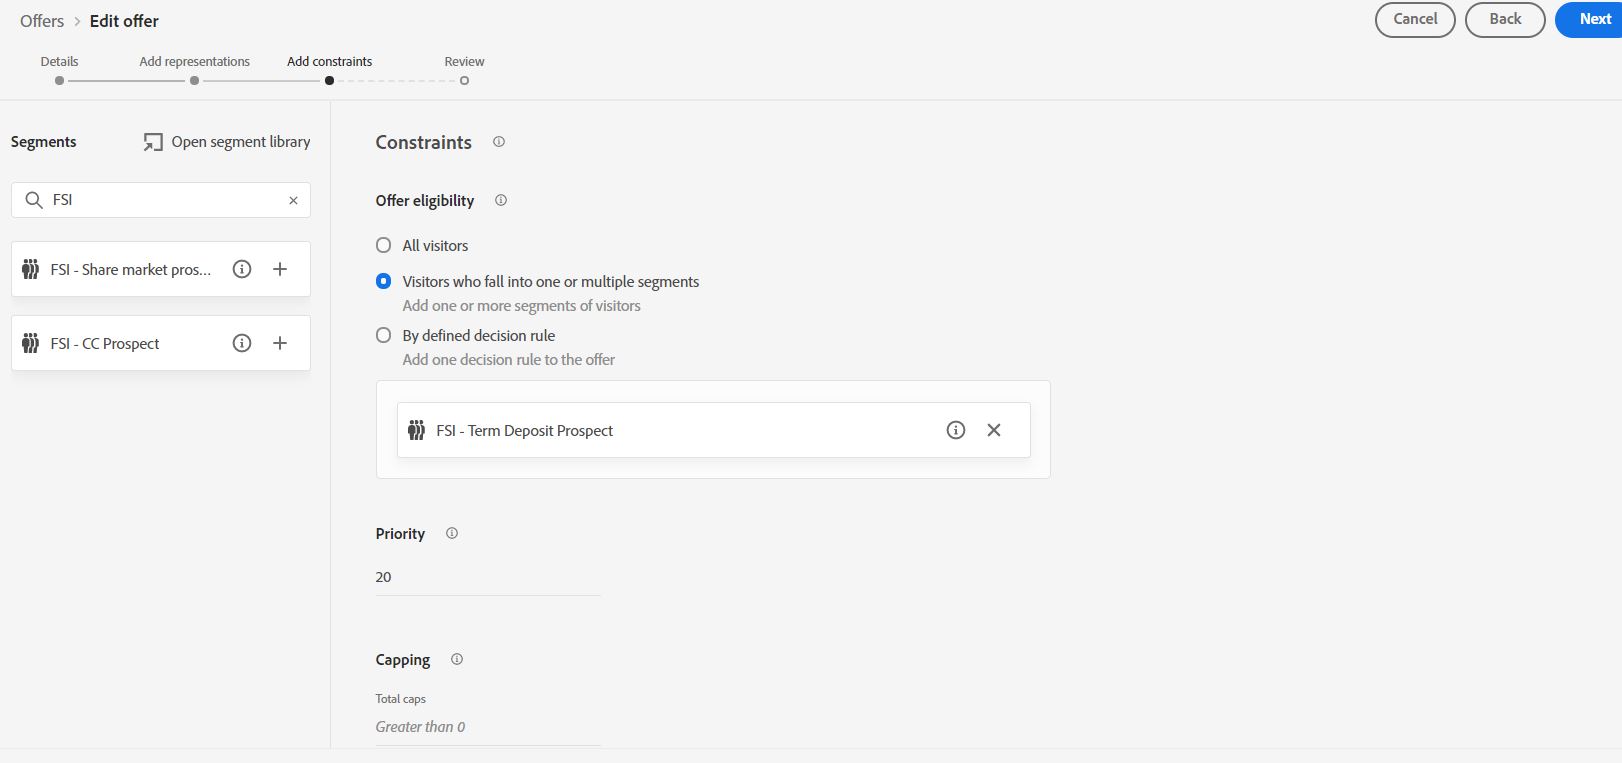 Offers > Edit offer
Cancel
Back
Next
Details
Add representations
Add constraints
Review
Segments
Open segment library
FSI
FSI - Share market pros...
FSI - CC Prospect
Constraints
Offer eligibility
All visitors
Visitors who fall into one or multiple segments
Add one or more segments of visitors
By defined decision rule
Add one decision rule to the offer
FSI - Term Deposit Prospect
Priority
20
Capping
Total caps
Greater than 0